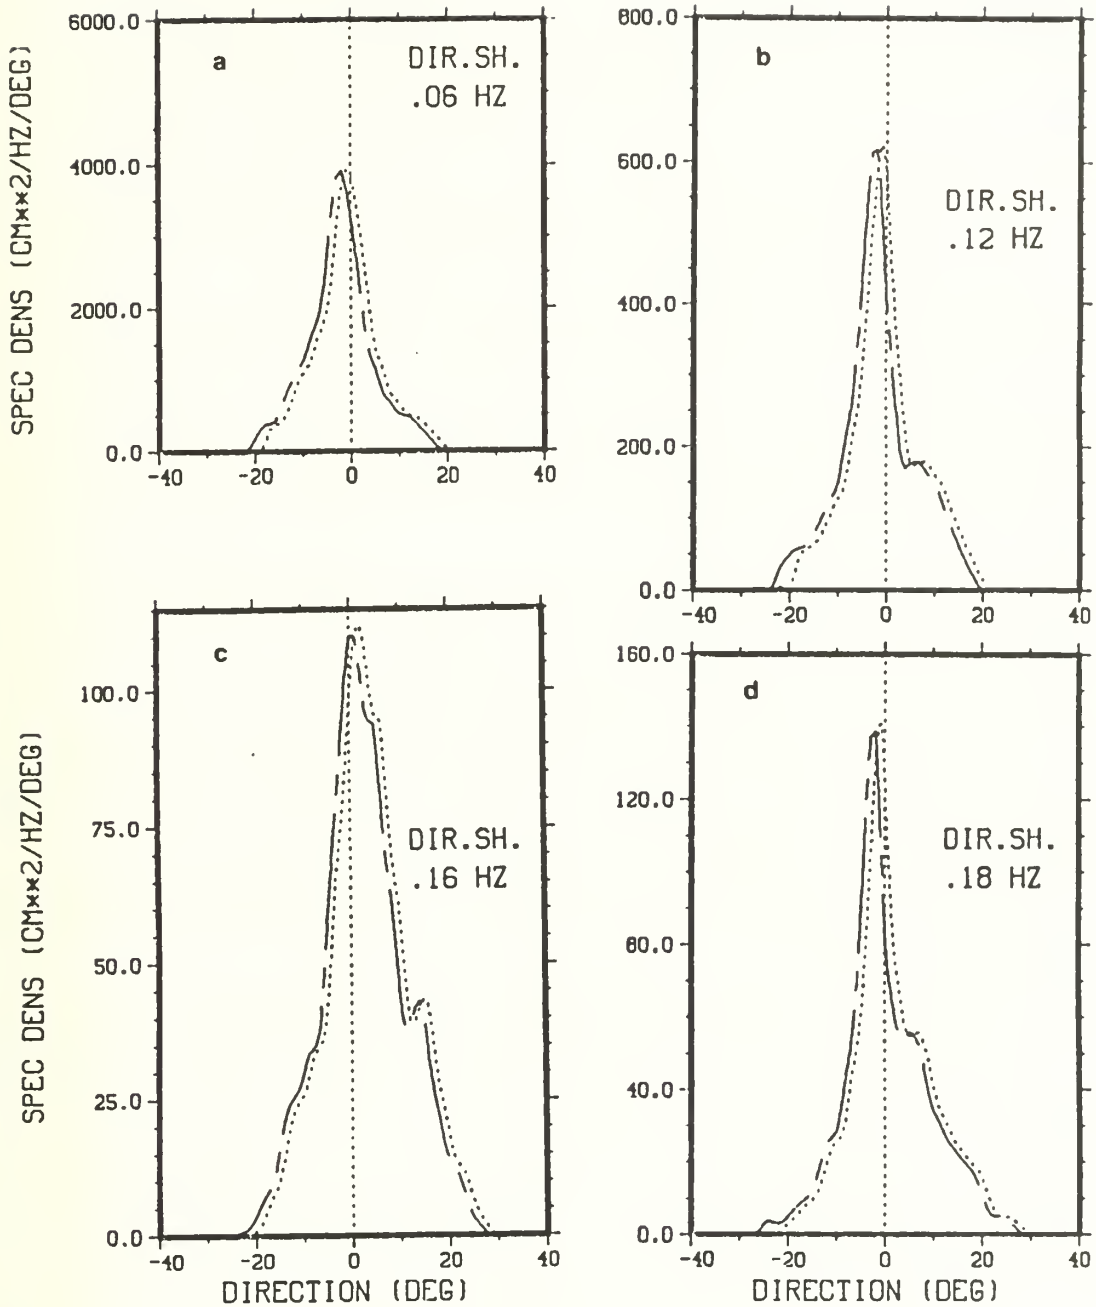 SPEC DENS (CM**2/HZ/DEG)
6000.0
4000.0
2000.0
0.0
a
DIR.SH.
.06 HZ
-40 -20 0 20 40
800.0
600.0
400.0
200.0
0.0
b
DIR.SH.
.12 HZ
-40 -20 0 20 40
SPEC DENS (CM**2/HZ/DEG)
100.0
75.0
50.0
25.0
0.0
c
DIR.SH.
.16 HZ
-40 -20 0 20 40
DIRECTION (DEG)
160.0
120.0
80.0
40.0
0.0
d
DIR.SH.
.18 HZ
-40 -20 0 20 40
DIRECTION (DEG)